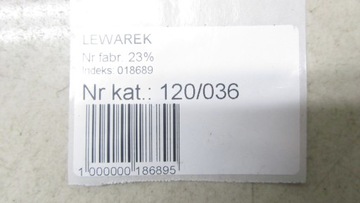 LEWAREK
Nr fabr. 23%
Indeks: 018689
Nr kat.: 120/036
1 000000 186895